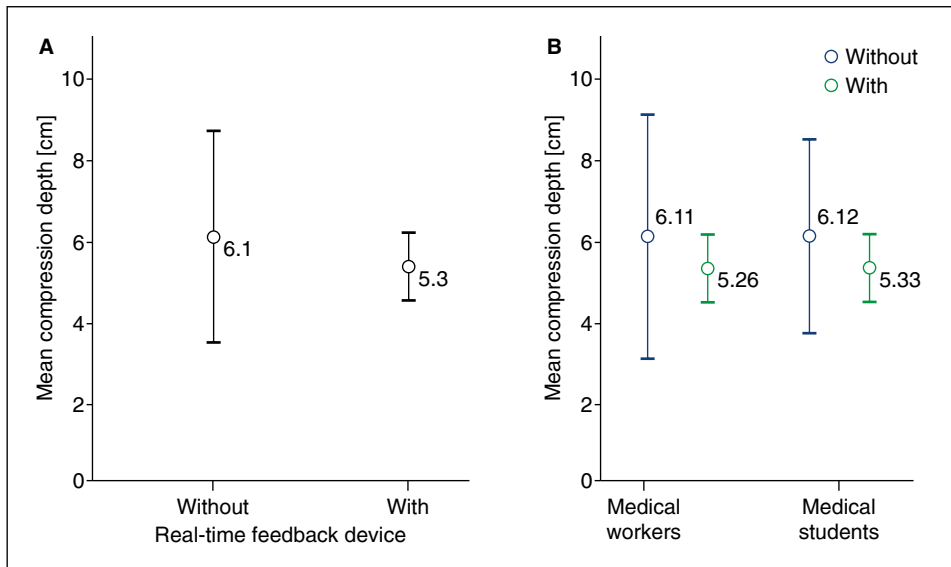 A
Mean compression depth [cm]
10
8
6
4
2
0
6.1
5.3
Without
With
Real-time feedback device
B
Without
With
Mean compression depth [cm]
10
8
6
4
2
0
6.11
5.26
6.12
5.33
Medical
workers
Medical
students